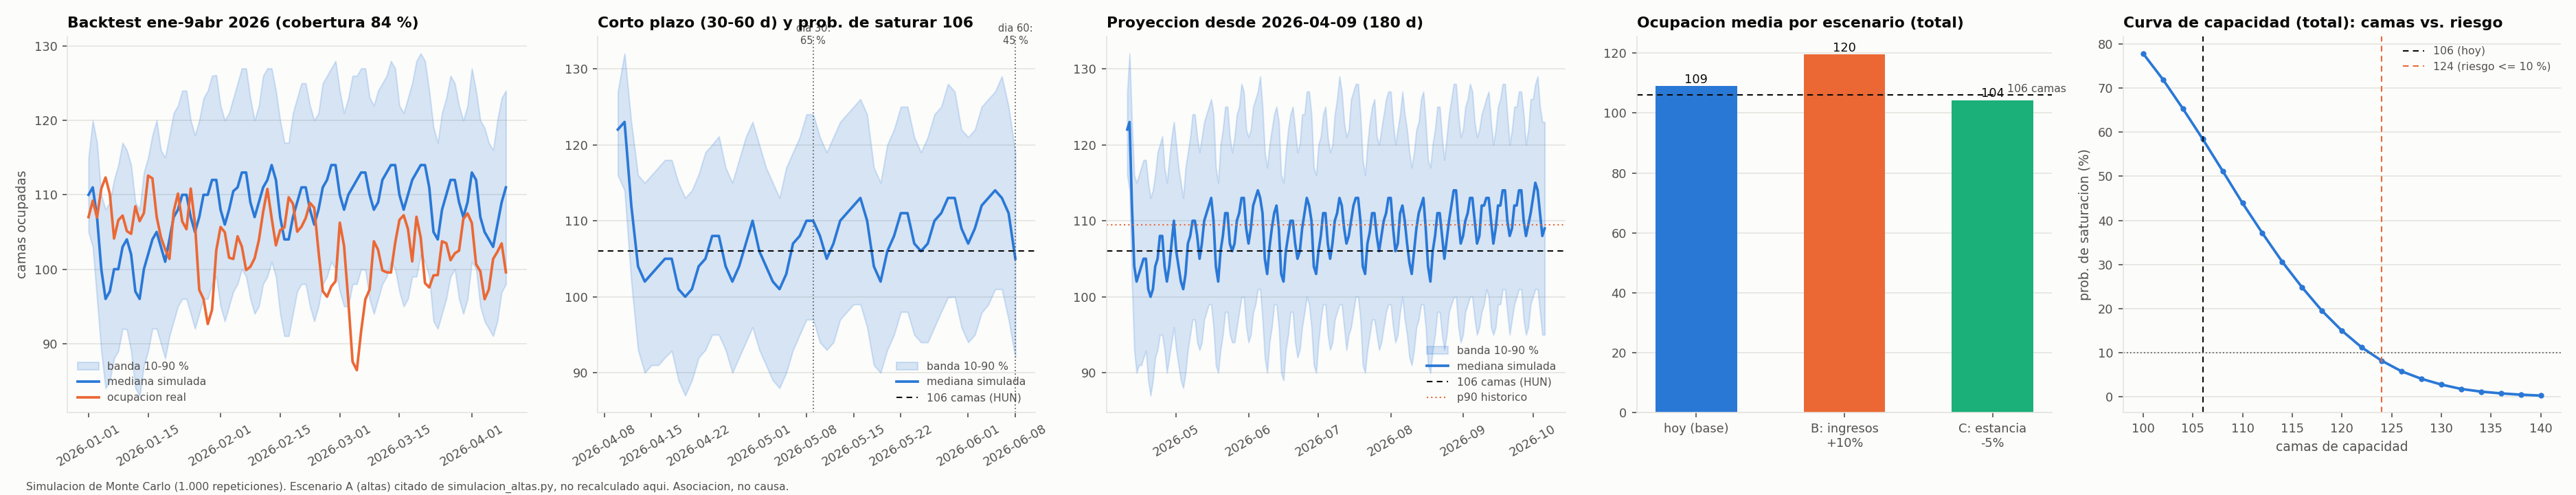 Backtest ene-9abr 2026 (cobertura 84 %)
camas ocupadas
130
120
110
100
90
banda 10-90 %
mediana simulada
ocupacion real
2026-01-01
2026-01-15
2026-02-01
2026-02-15
2026-03-01
2026-03-15
2026-04-01
Corto plazo (30-60 d) y prob. de saturar 106
dia 30:
65 %
dia 60:
45 %
130
120
110
100
90
banda 10-90 %
mediana simulada
106 camas (HUN)
2026-04-08
2026-04-15
2026-04-22
2026-05-01
2026-05-08
2026-05-15
2026-05-22
2026-06-01
2026-06-08
Proyeccion desde 2026-04-09 (180 d)
130
120
110
100
90
banda 10-90 %
mediana simulada
106 camas (HUN)
p90 historico
2026-05
2026-06
2026-07
2026-08
2026-09
2026-10
Ocupacion media por escenario (total)
120
100
80
60
40
20
0
109
120
104
106 camas
hoy (base)
B: ingresos
+10%
C: estancia
-5%
Curva de capacidad (total): camas vs. riesgo
prob. de saturacion (%)
80
70
60
50
40
30
20
10
0
106 (hoy)
124 (riesgo <= 10 %)
100
105
110
115
120
125
130
135
140
camas de capacidad
Simulacion de Monte Carlo (1.000 repeticiones). Escenario A (altas) citado de simulacion_altas.py, no recalculado aqui. Asociacion, no causa.